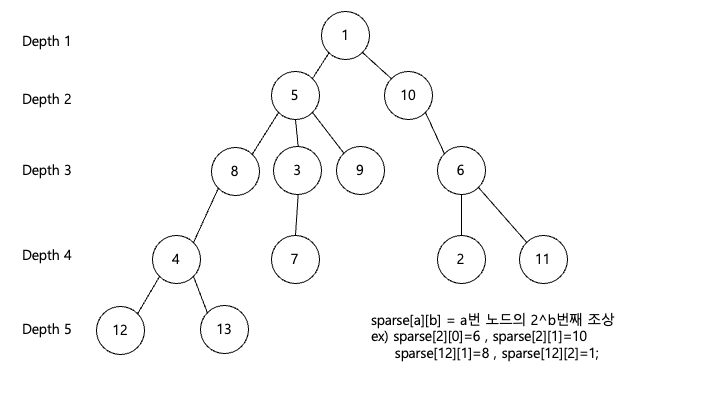 Depth 1
1
Depth 2
5
10
Depth 3
8
3
9
6
Depth 4
4
7
2
11
Depth 5
12
13
sparse[a][b] = a번 노드의 2^b번째 조상
ex) sparse[2][0]=6 , sparse[2][1]=10
sparse[12][1]=8 , sparse[12][2]=1;